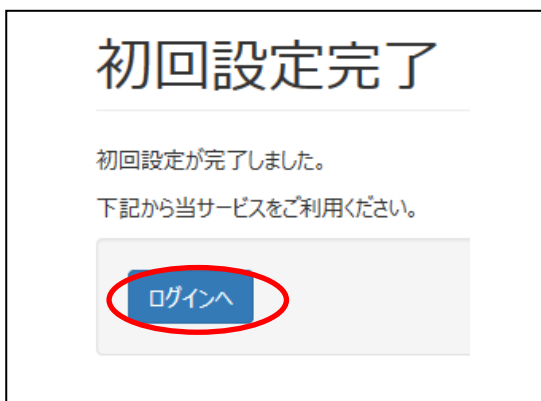 初回設定完了
初回設定が完了しました。
下記から当サービスをご利用ください。
ログインへ